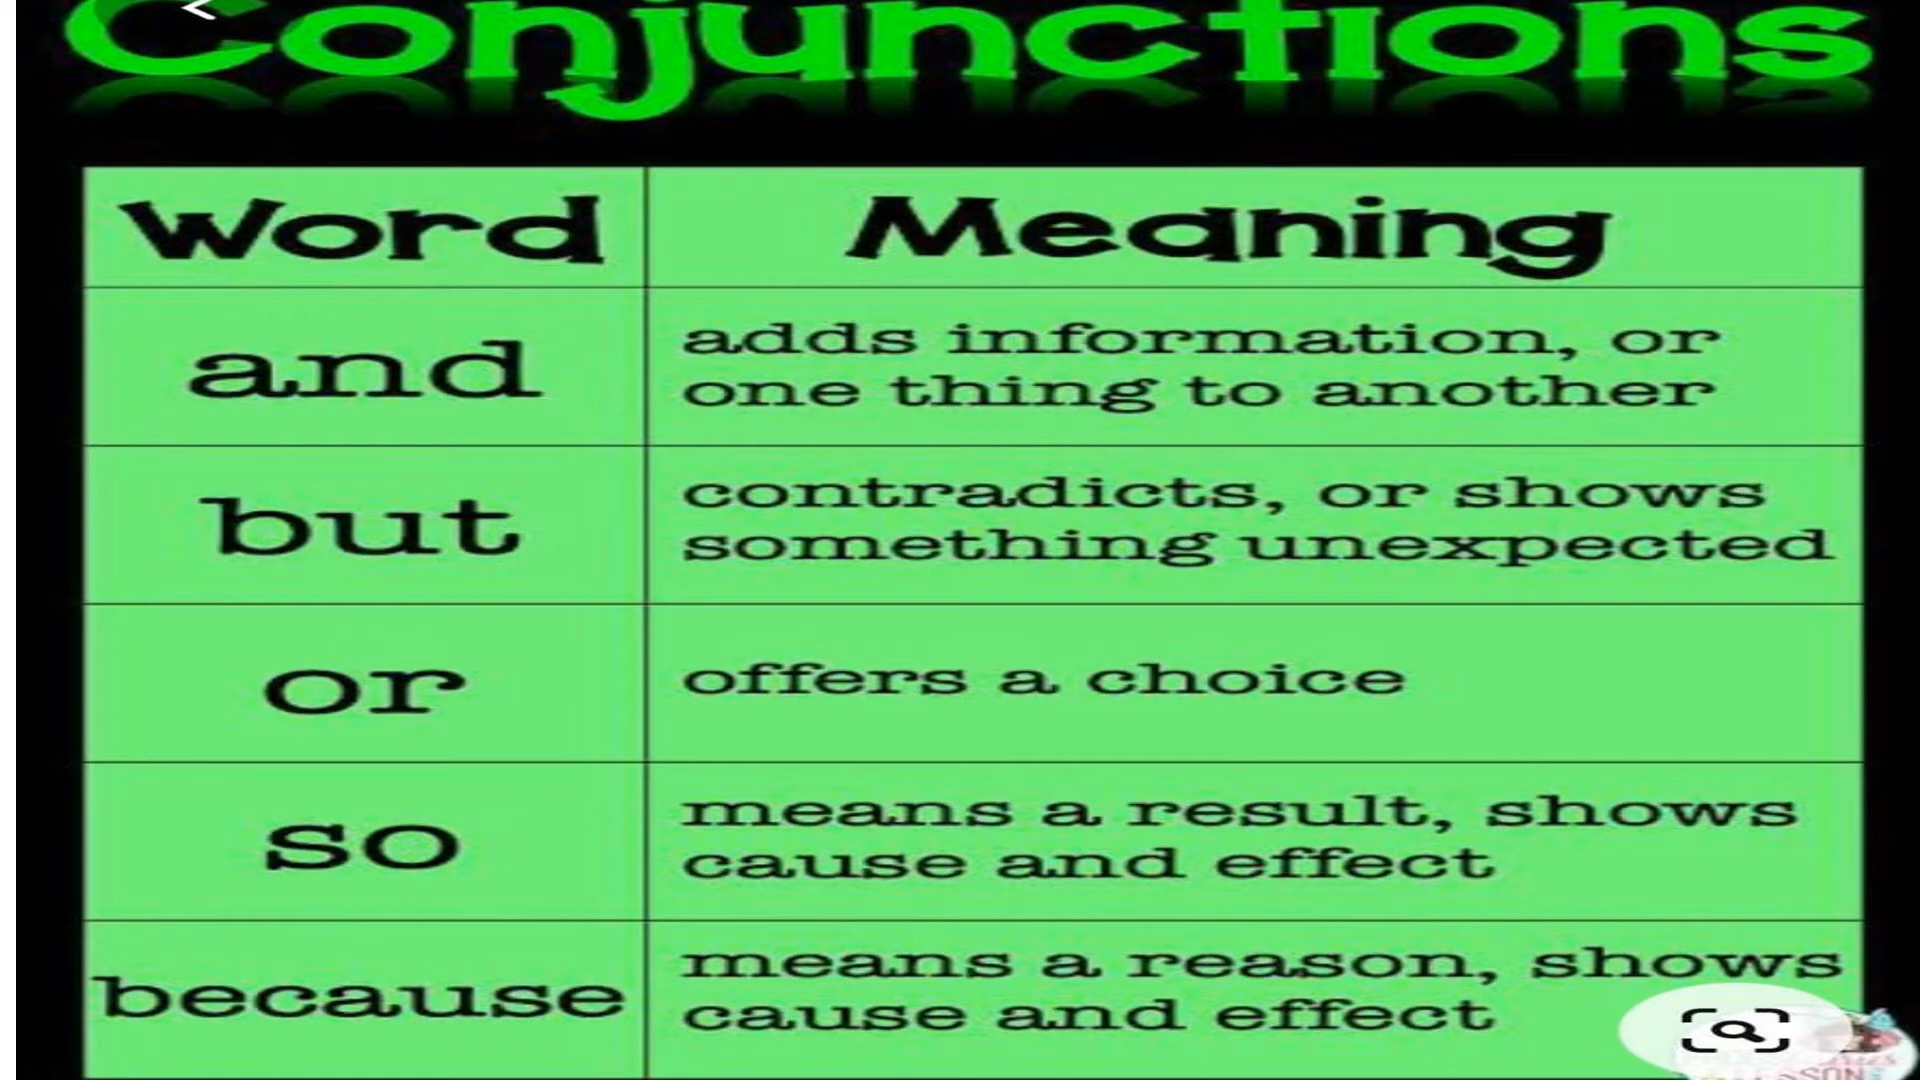 Conjunctions
Word Meaning
and
adds information, or
one thing to another
but
contradicts, or shows
something unexpected
or
offers a choice
so
means a result, shows
cause and effect
because
means a reason, shows
cause and effect